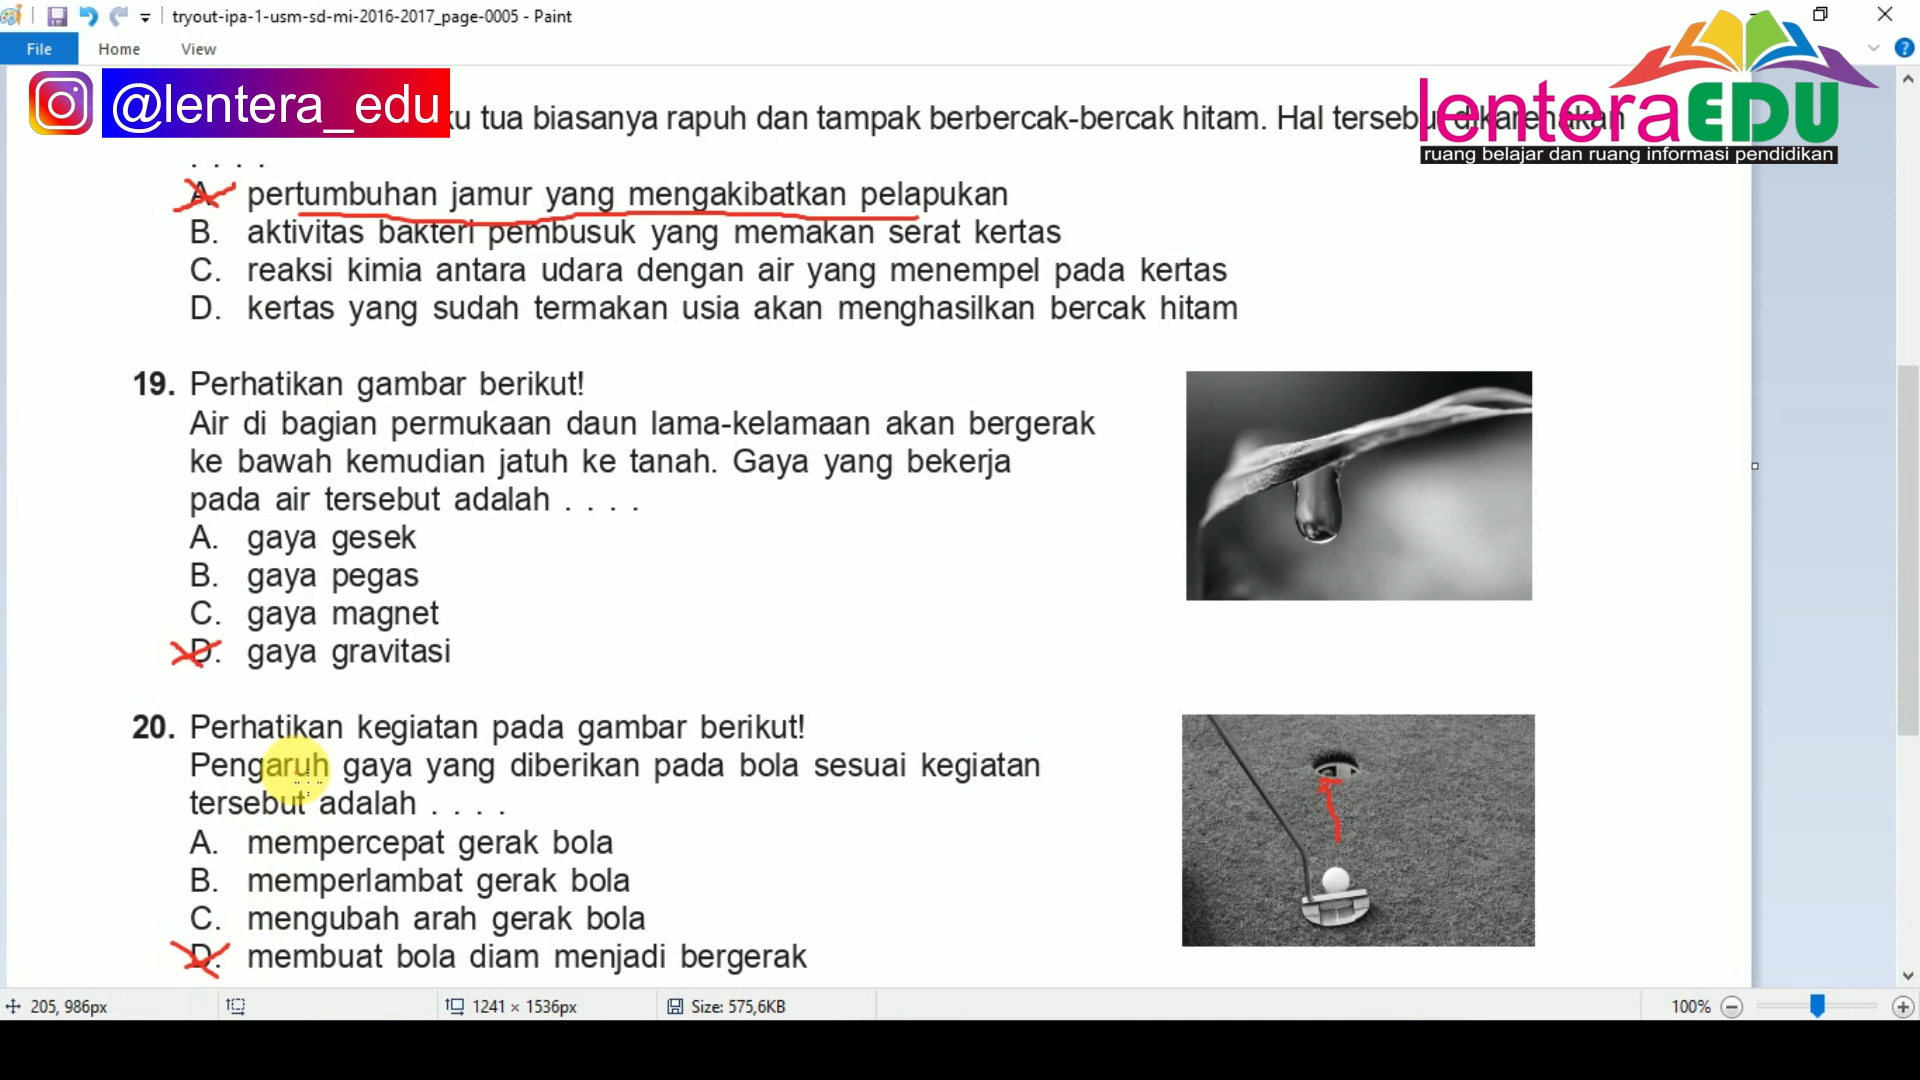 tryout-ipa-1-usm-sd-mi-2016-2017_page-0005 - Paint
File Home View
@lentera_edu
lenteraEDU
ruang belajar dan ruang informasi pendidikan
ku tua biasanya rapuh dan tampak berbercak-bercak hitam. Hal tersebut dikarenakan
. . . .
A. pertumbuhan jamur yang mengakibatkan pelapukan
B. aktivitas bakteri pembusuk yang memakan serat kertas
C. reaksi kimia antara udara dengan air yang menempel pada kertas
D. kertas yang sudah termakan usia akan menghasilkan bercak hitam
19. Perhatikan gambar berikut!
Air di bagian permukaan daun lama-kelamaan akan bergerak
ke bawah kemudian jatuh ke tanah. Gaya yang bekerja
pada air tersebut adalah . . . .
A. gaya gesek
B. gaya pegas
C. gaya magnet
D. gaya gravitasi
20. Perhatikan kegiatan pada gambar berikut!
Pengaruh gaya yang diberikan pada bola sesuai kegiatan
tersebut adalah . . . .
A. mempercepat gerak bola
B. memperlambat gerak bola
C. mengubah arah gerak bola
D. membuat bola diam menjadi bergerak
205, 986px
1241 × 1536px
Size: 575,6KB
100%